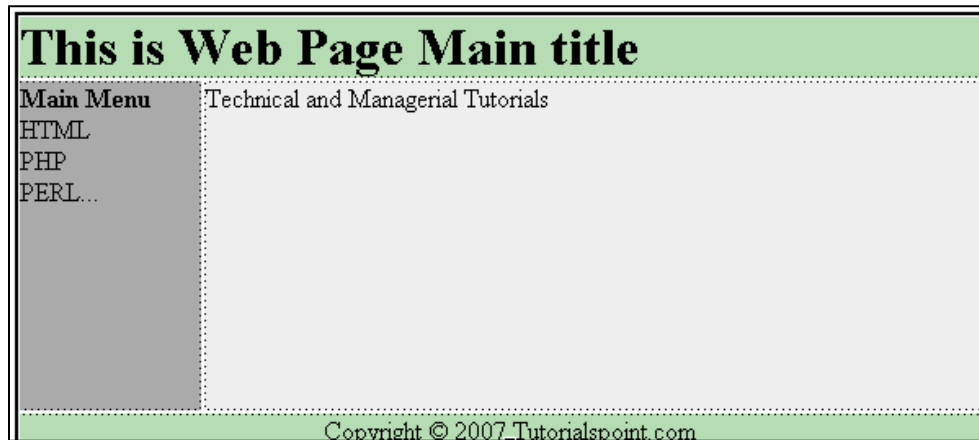 This is Web Page Main title
Main Menu
HTML
PHP
PERL...
Technical and Managerial Tutorials
Copyright © 2007 Tutorialspoint.com